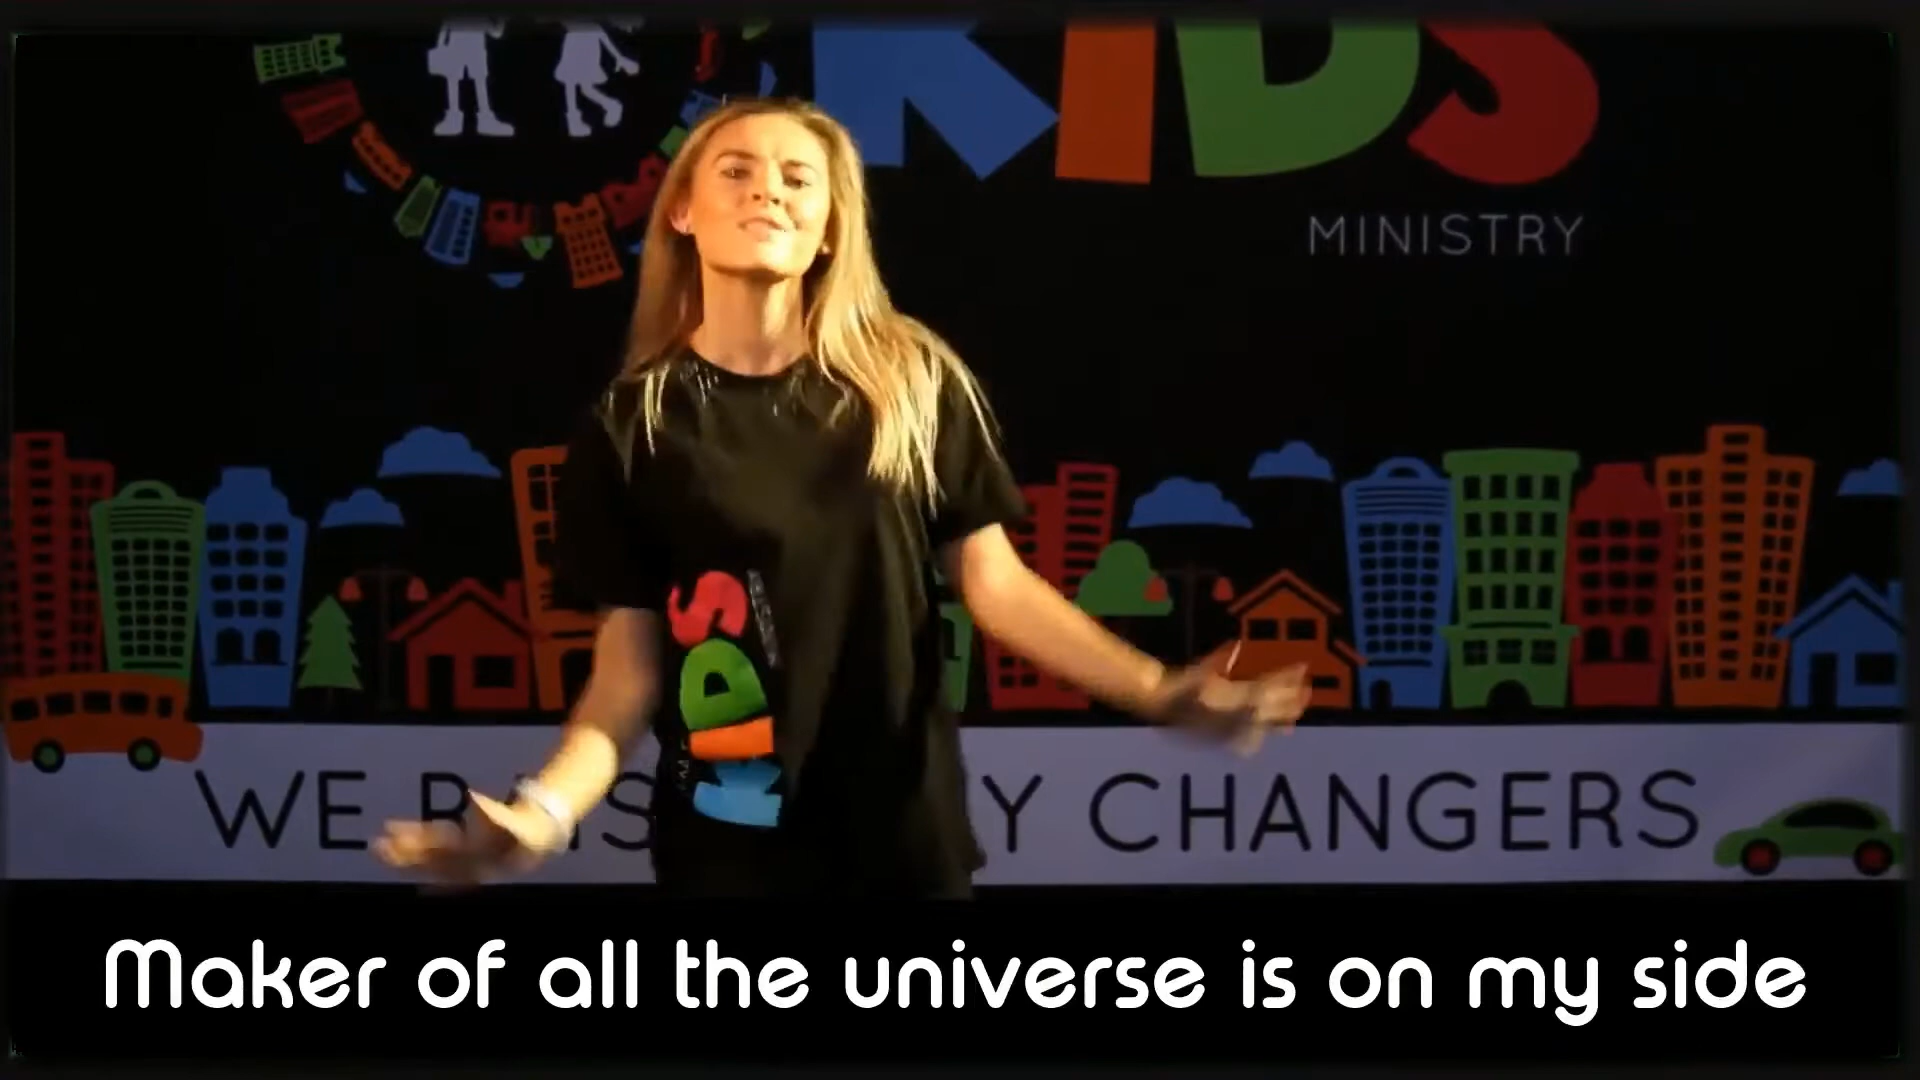 KIDS
MINISTRY
KIDS
WE CHANGERS
Maker of all the universe is on my side